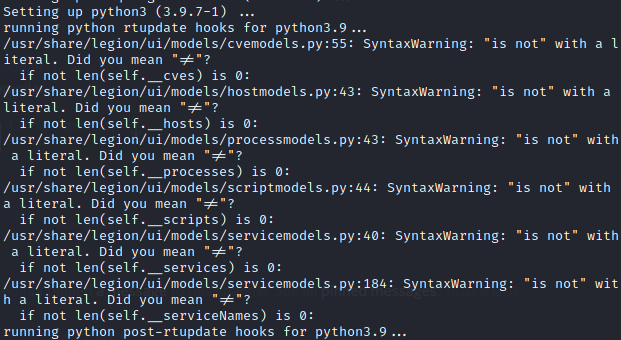 Setting up python3 (3.9.7-1) ...
running python rtupdate hooks for python3.9...
/usr/share/legion/ui/models/cvemodels.py:55: SyntaxWarning: "is not" with a l
iteral. Did you mean "!="?
  if not len(self.__cves) is 0:
/usr/share/legion/ui/models/hostmodels.py:43: SyntaxWarning: "is not" with a
literal. Did you mean "!="?
  if not len(self.__hosts) is 0:
/usr/share/legion/ui/models/processmodels.py:43: SyntaxWarning: "is not" with
 a literal. Did you mean "!="?
  if not len(self.__processes) is 0:
/usr/share/legion/ui/models/scriptmodels.py:44: SyntaxWarning: "is not" with
a literal. Did you mean "!="?
  if not len(self.__scripts) is 0:
/usr/share/legion/ui/models/servicemodels.py:40: SyntaxWarning: "is not" with
 a literal. Did you mean "!="?
  if not len(self.__services) is 0:
/usr/share/legion/ui/models/servicemodels.py:184: SyntaxWarning: "is not" wit
h a literal. Did you mean "!="?
  if not len(self.__serviceNames) is 0:
running python post-rtupdate hooks for python3.9...